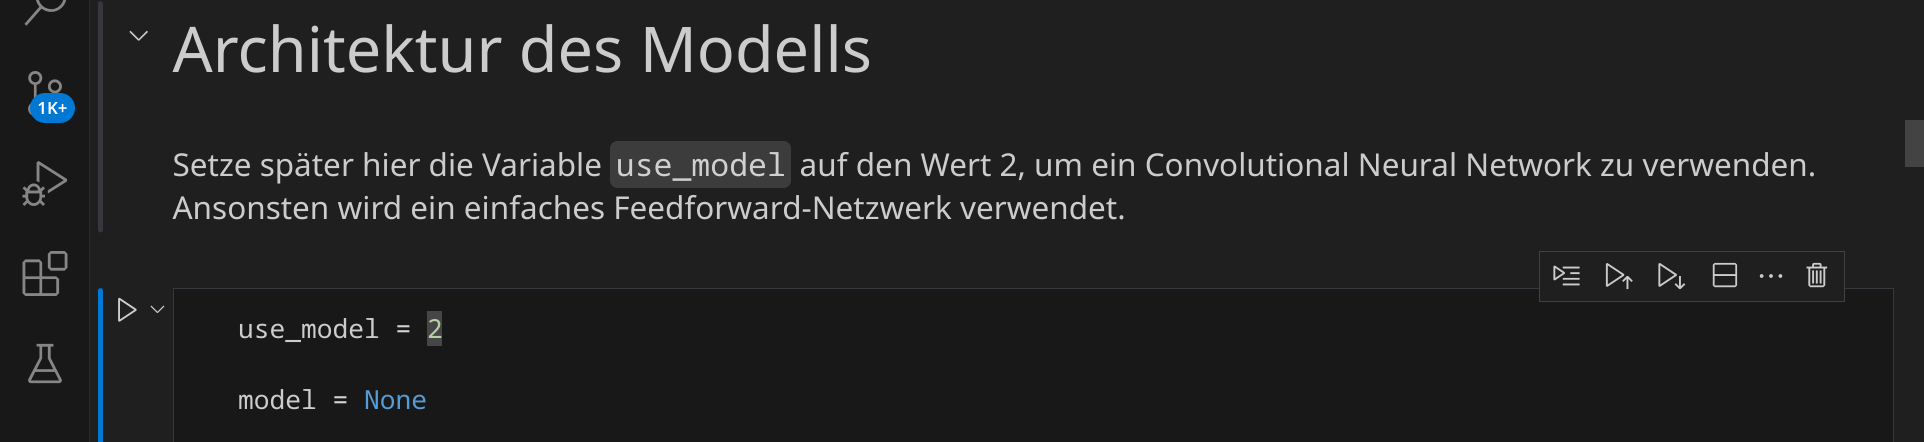 Architektur des Modells
1K+
Setze später hier die Variable use_model auf den Wert 2, um ein Convolutional Neural Network zu verwenden.
Ansonsten wird ein einfaches Feedforward-Netzwerk verwendet.
use_model = 2
model = None